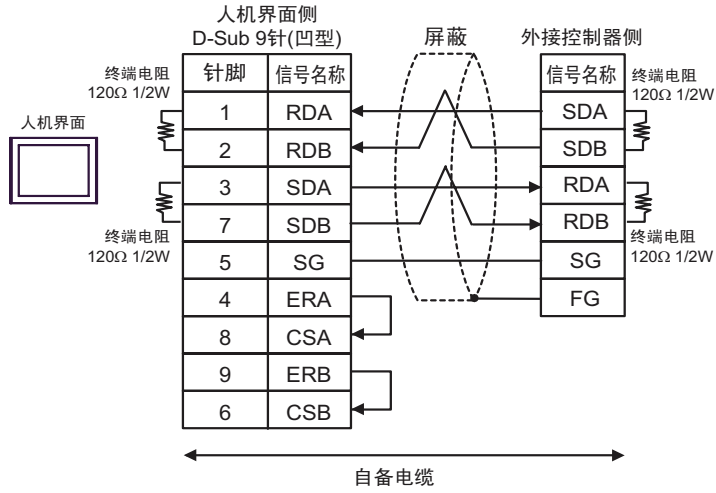 人机界面侧
D-Sub 9针(凹型)
屏蔽
外接控制器侧
终端电阻
120Ω 1/2W
针脚 信号名称
信号名称
终端电阻
120Ω 1/2W
人机界面
1 RDA
SDA
2 RDB
SDB
3 SDA
RDA
7 SDB
RDB
终端电阻
120Ω 1/2W
终端电阻
120Ω 1/2W
5 SG
SG
4 ERA
FG
8 CSA
9 ERB
6 CSB
自备电缆